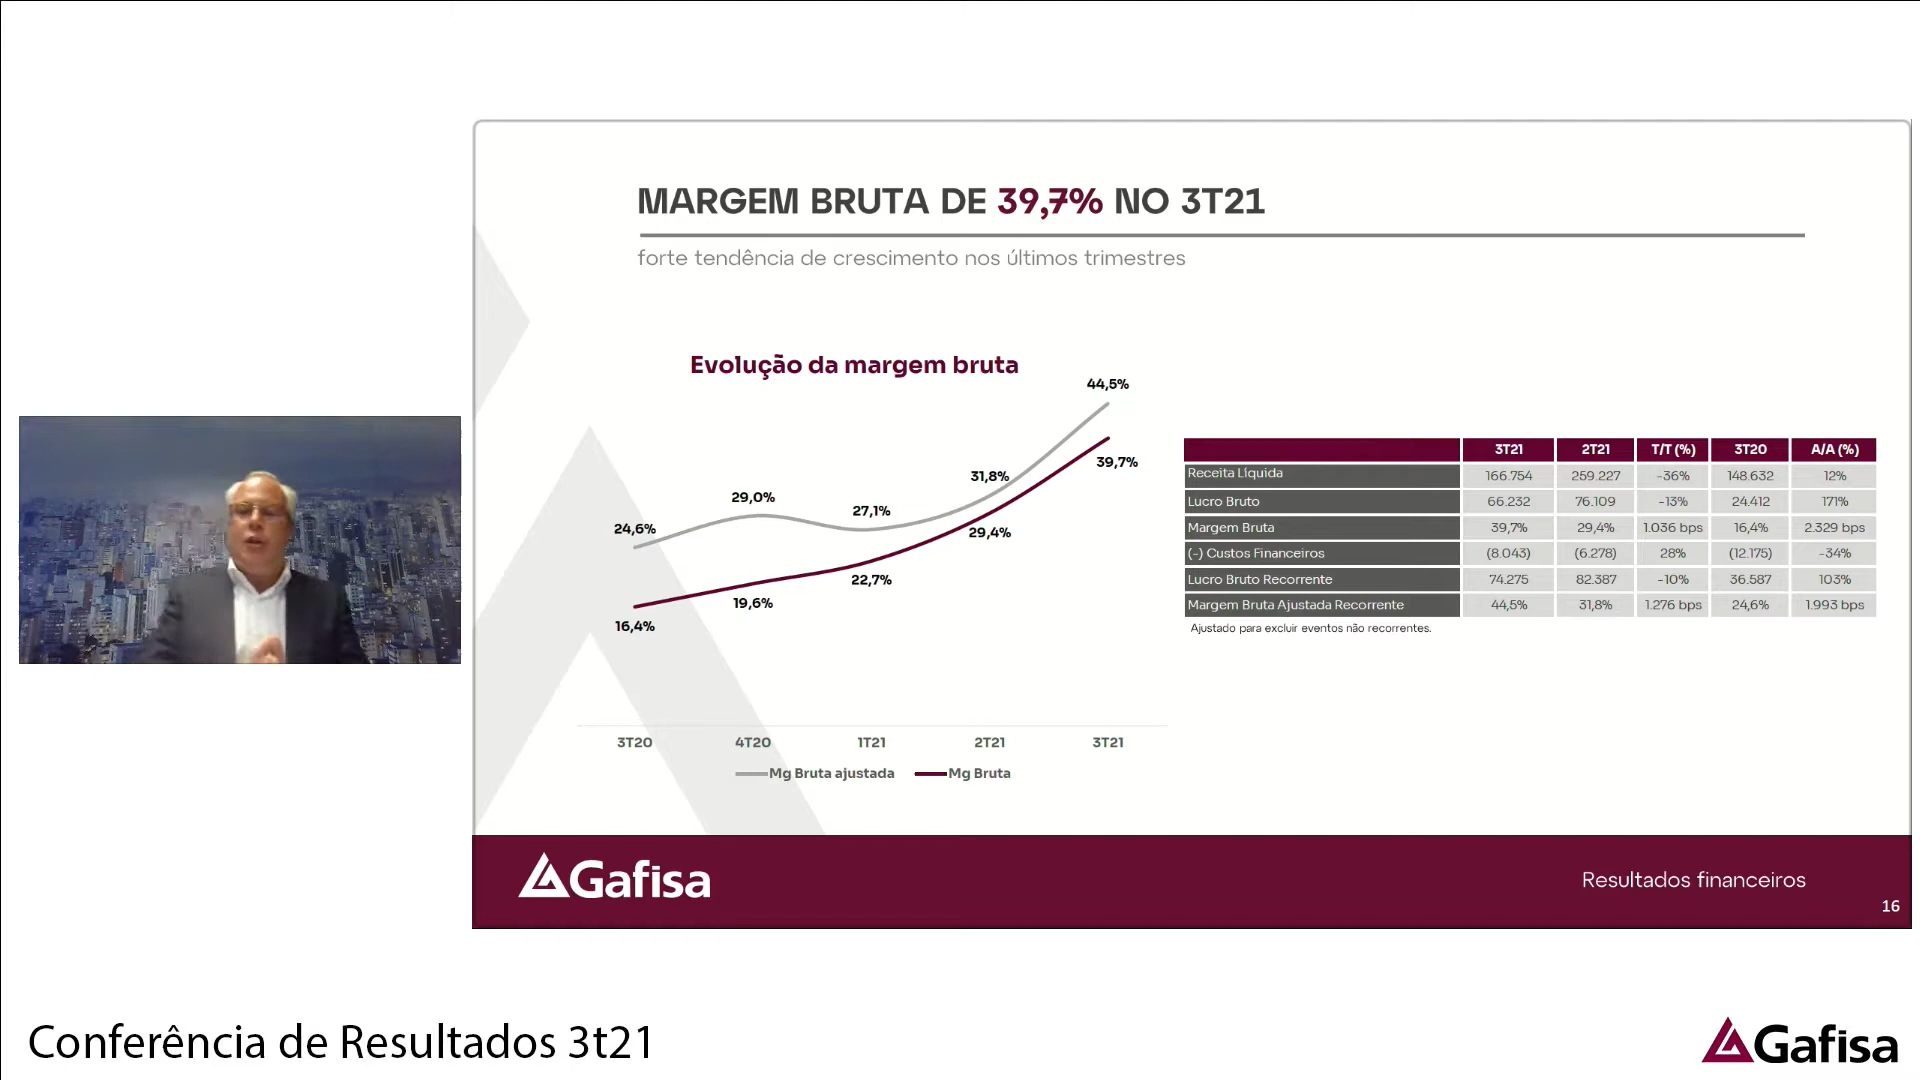 MARGEM BRUTA DE 39,7% NO 3T21
forte tendência de crescimento nos últimos trimestres
Evolução da margem bruta
44,5%
39,7%
31,8%
29,0%
27,1%
24,6%
29,4%
22,7%
19,6%
16,4%
3T20 4T20 1T21 2T21 3T21
Mg Bruta ajustada Mg Bruta
3T21 2T21 T/T (%) 3T20 A/A (%)
Receita Líquida 166.754 259.227 -36% 148.632 12%
Lucro Bruto 66.232 76.109 -13% 24.412 171%
Margem Bruta 39,7% 29,4% 1.036 bps 16,4% 2.329 bps
(-) Custos Financeiros (8.043) (6.278) 28% (12.175) -34%
Lucro Bruto Recorrente 74.275 82.387 -10% 36.587 103%
Margem Bruta Ajustada Recorrente 44,5% 31,8% 1.276 bps 24,6% 1.993 bps
Ajustado para excluir eventos não recorrentes.
Gafisa
Resultados financeiros
16
Conferência de Resultados 3t21
Gafisa